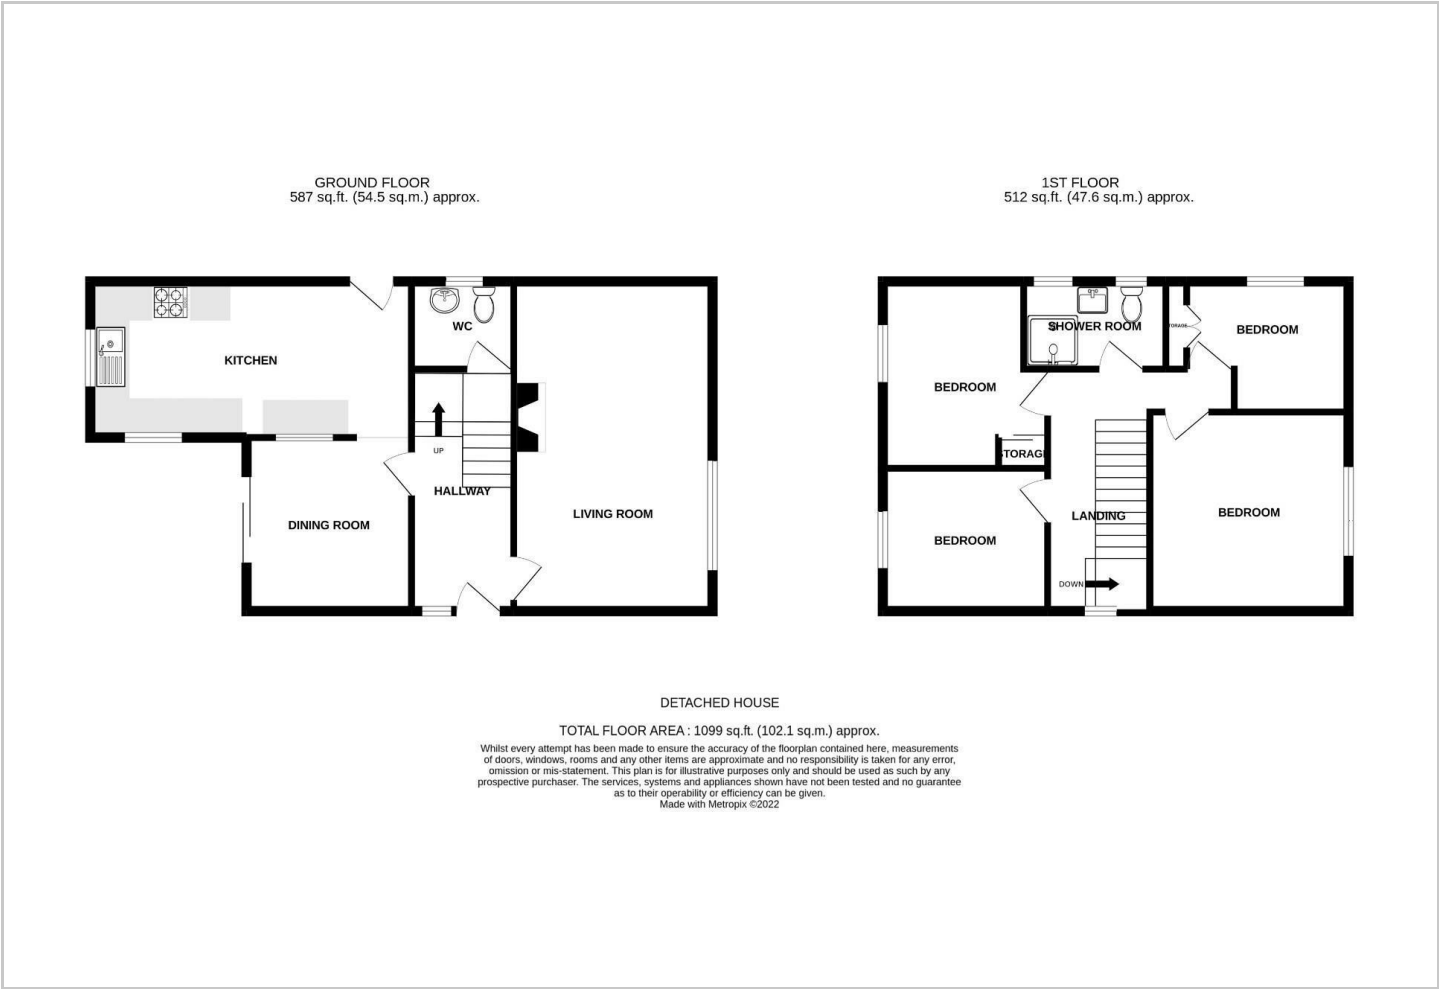 GROUND FLOOR
587 sq.ft. (54.5 sq.m.) approx.
1ST FLOOR
512 sq.ft. (47.6 sq.m.) approx.
KITCHEN
WC
UP
HALLWAY
DINING ROOM
LIVING ROOM
SHOWER ROOM
TORAGE
BEDROOM
BEDROOM
STORAGE
BEDROOM
LANDING
BEDROOM
DOWN
DETACHED HOUSE
TOTAL FLOOR AREA : 1099 sq.ft. (102.1 sq.m.) approx.
Whilst every attempt has been made to ensure the accuracy of the floorplan contained here, measurements
of doors, windows, rooms and any other items are approximate and no responsibility is taken for any error,
omission or mis-statement. This plan is for illustrative purposes only and should be used as such by any
prospective purchaser. The services, systems and appliances shown have not been tested and no guarantee
as to their operability or efficiency can be given.
Made with Metropix ©2022